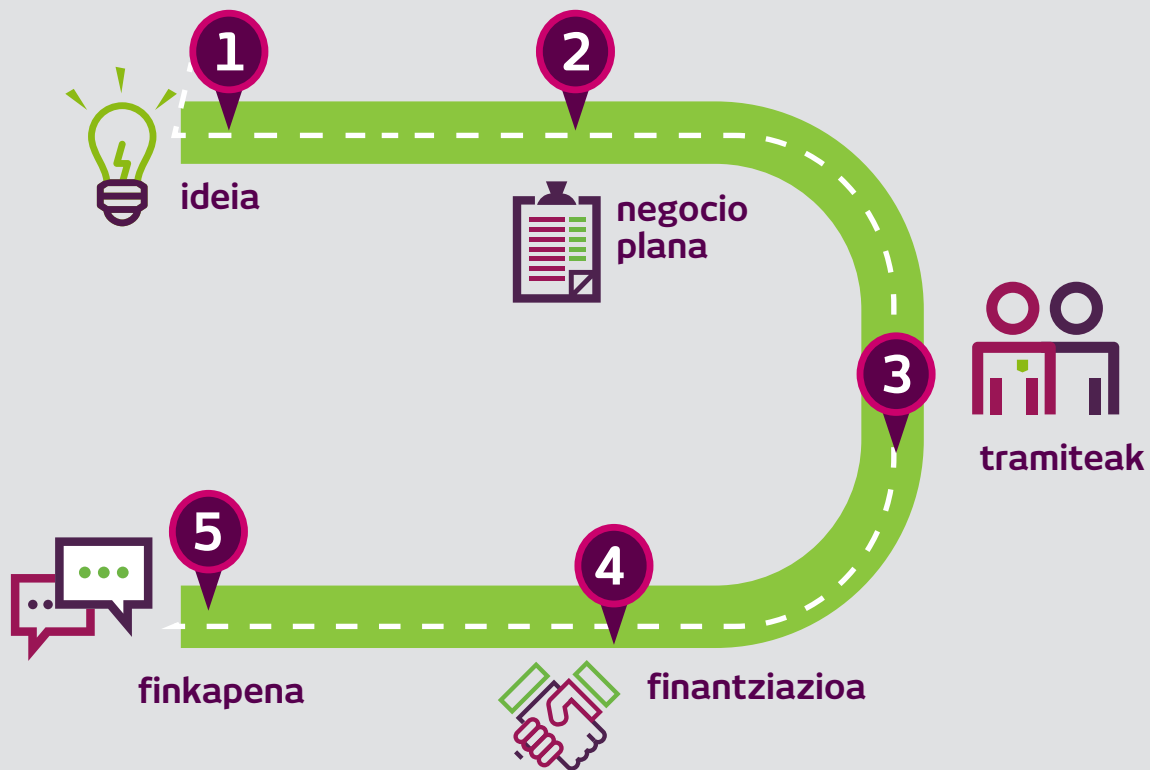 1
ideia
2
negocio
plana
3
tramiteak
4
finantziazioa
5
finkapena